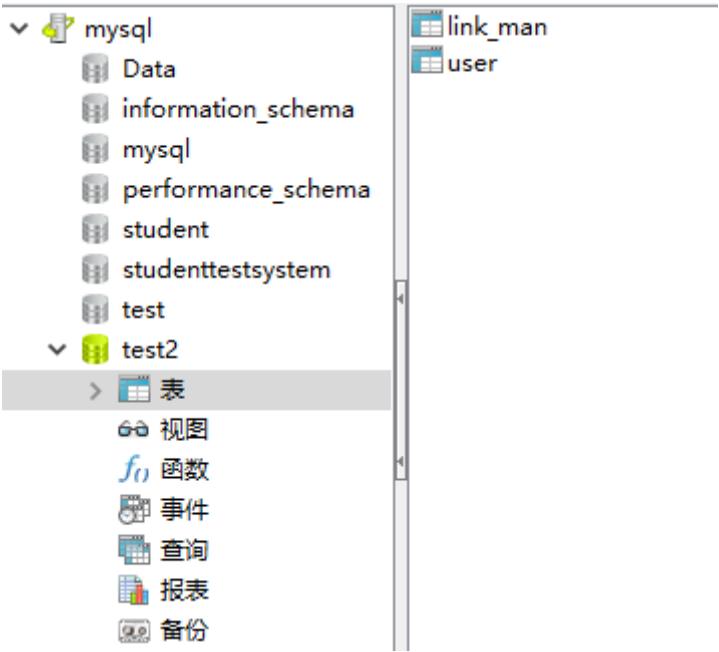 mysql
Data
information_schema
mysql
performance_schema
student
studenttestsystem
test
test2
表
视图
函数
事件
查询
报表
备份
link_man
user